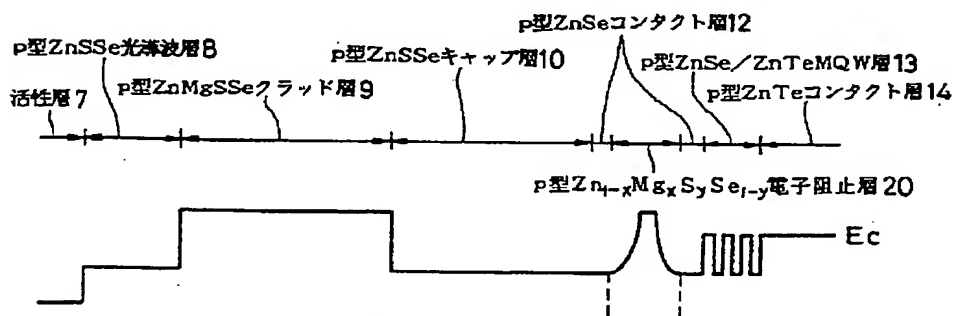 p型ZnSSe光導波層8
p型ZnMgSSeクラッド層9
活性層7
p型ZnSSeキャップ層10
p型ZnSeコンタクト層12
p型ZnSe/ZnTeMQW層13
p型ZnTeコンタクト層14
p型Zn₁₋ₓMgₓSᵧSe₁₋ᵧ電子阻止層20
Ec